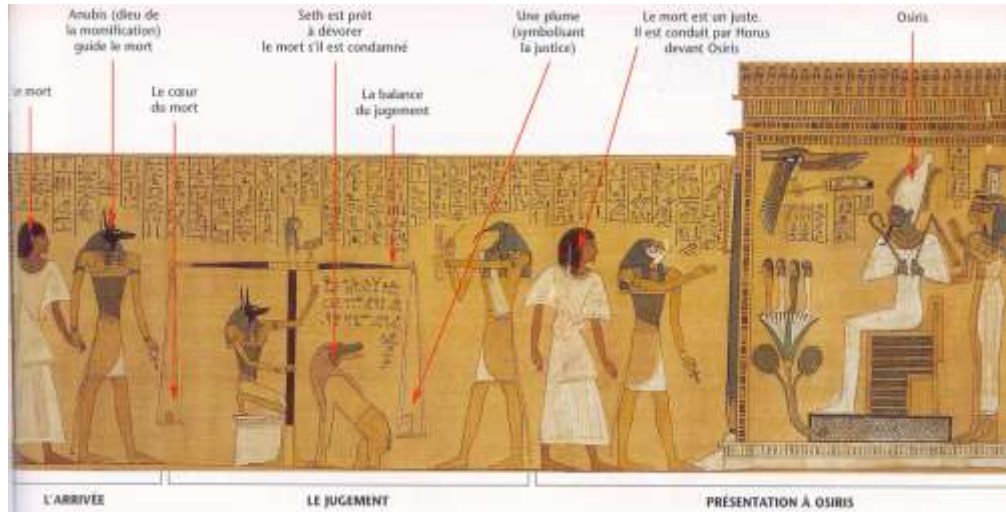 Anubis (dieu de
la momification)
guide le mort
Seth est prêt
à dévorer
le mort s'il est condamné
Une plume
(symbolisant
la justice)
Le mort est un juste.
Il est conduit par Horus
devant Osiris
Osiris
mort
Le cœur
du mort
La balance
du jugement
L'ARRIVÉE
LE JUGEMENT
PRÉSENTATION À OSIRIS